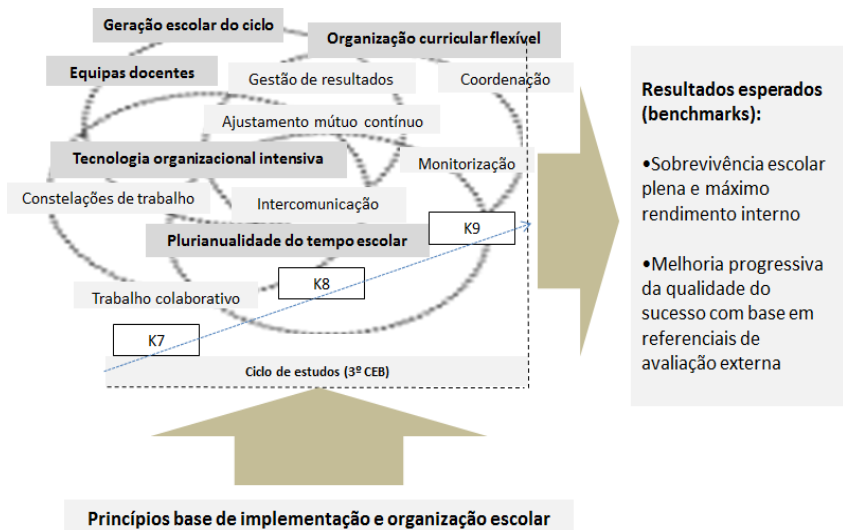 Geração escolar do ciclo
Organização curricular flexível
Equipas docentes
Gestão de resultados
Coordenação
Ajustamento mútuo contínuo
Tecnologia organizacional intensiva
Monitorização
Constelações de trabalho
Intercomunicação
Plurianualidade do tempo escolar
K9
K8
Trabalho colaborativo
K7
Ciclo de estudos (3º CEB)
Resultados esperados
(benchmarks):
•Sobrevivência escolar
plena e máximo
rendimento interno
•Melhoria progressiva
da qualidade do
sucesso com base em
referenciais de
avaliação externa
Princípios base de implementação e organização escolar